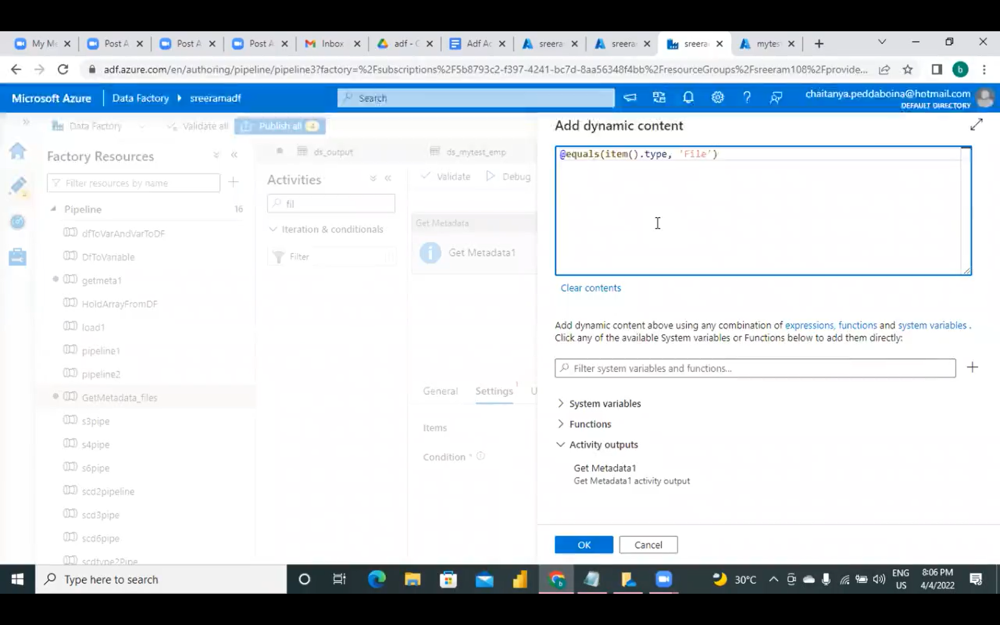 My Me
Post A
Post A
Post A
Inbox
adf - C
Adf Ac
sreera
sreera
sreera
mytes
adf.azure.com/en/authoring/pipeline/pipeline3?factory=%2Fsubscriptions%2F5b8793c2-f397-4241-bc7d-8aa56348f4bb%2FresourceGroups%2Fsreeram108%2Fprovide...
b
Microsoft Azure
Data Factory
sreeramadf
Search
chaitanya.peddaboina@hotmail.com
DEFAULT DIRECTORY
Data Factory
Validate all
Publish all
Factory Resources
Filter resources by name
Pipeline 16
dfToVarAndVarToDF
DfToVariable
getmeta1
HoldArrayFromDF
load1
pipeline1
pipeline2
GetMetadata_files
s3pipe
s4pipe
s6pipe
scd2pipeline
scd3pipe
scd6pipe
scdtype2Pipe
ds_output
ds_mytest_emp
Activities
fil
Iteration & conditionals
Filter
Validate
Debug
Get Metadata
Get Metadata1
General
Settings 1
U
Items
Condition *
Add dynamic content
@equals(item().type, 'File')
Clear contents
Add dynamic content above using any combination of expressions, functions and system variables .
Click any of the available System variables or Functions below to add them directly:
Filter system variables and functions...
System variables
Functions
Activity outputs
Get Metadata1
Get Metadata1 activity output
OK
Cancel
Type here to search
30°C
ENG
US
8:06 PM
4/4/2022